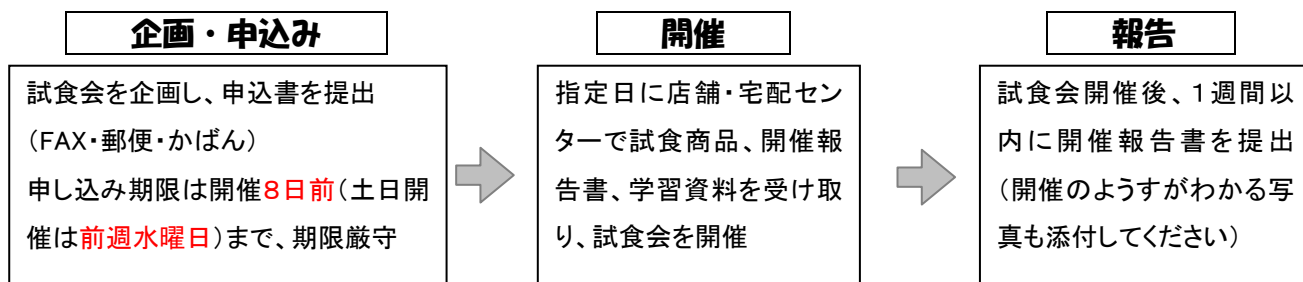 企画・申込み
試食会を企画し、申込書を提出
（FAX・郵便・かばん）
申し込み期限は開催８日前（土日開
催は前週水曜日）まで、期限厳守
開催
指定日に店舗・宅配セン
ターで試食商品、開催報
告書、学習資料を受け取
り、試食会を開催
報告
試食会開催後、１週間以
内に開催報告書を提出
（開催のようすがわかる写
真も添付してください）